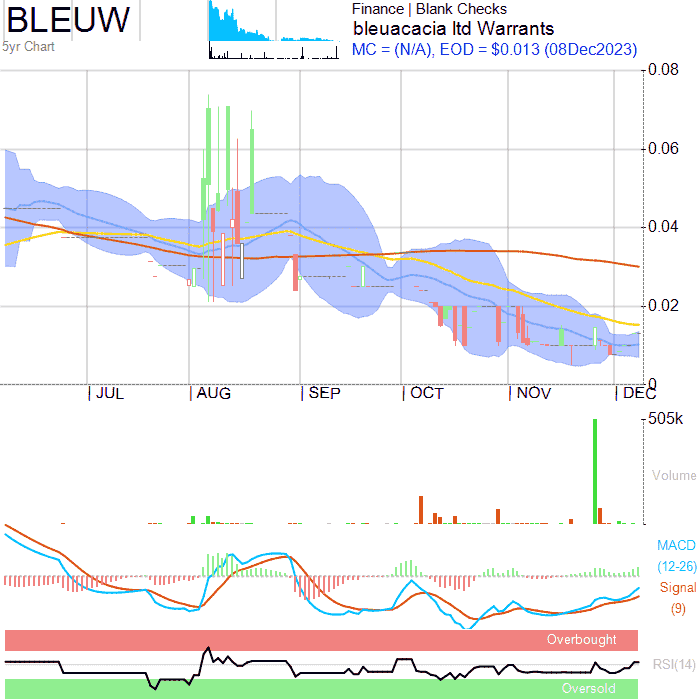 BLEUW
5yr Chart
Finance | Blank Checks
bleuacacia ltd Warrants
MC = (N/A), EOD = $0.013 (08Dec2023)
0.08
0.06
0.04
0.02
0
JUL AUG SEP OCT NOV DEC
505k
Volume
MACD
(12-26)
Signal
(9)
Overbought
RSI(14)
Oversold